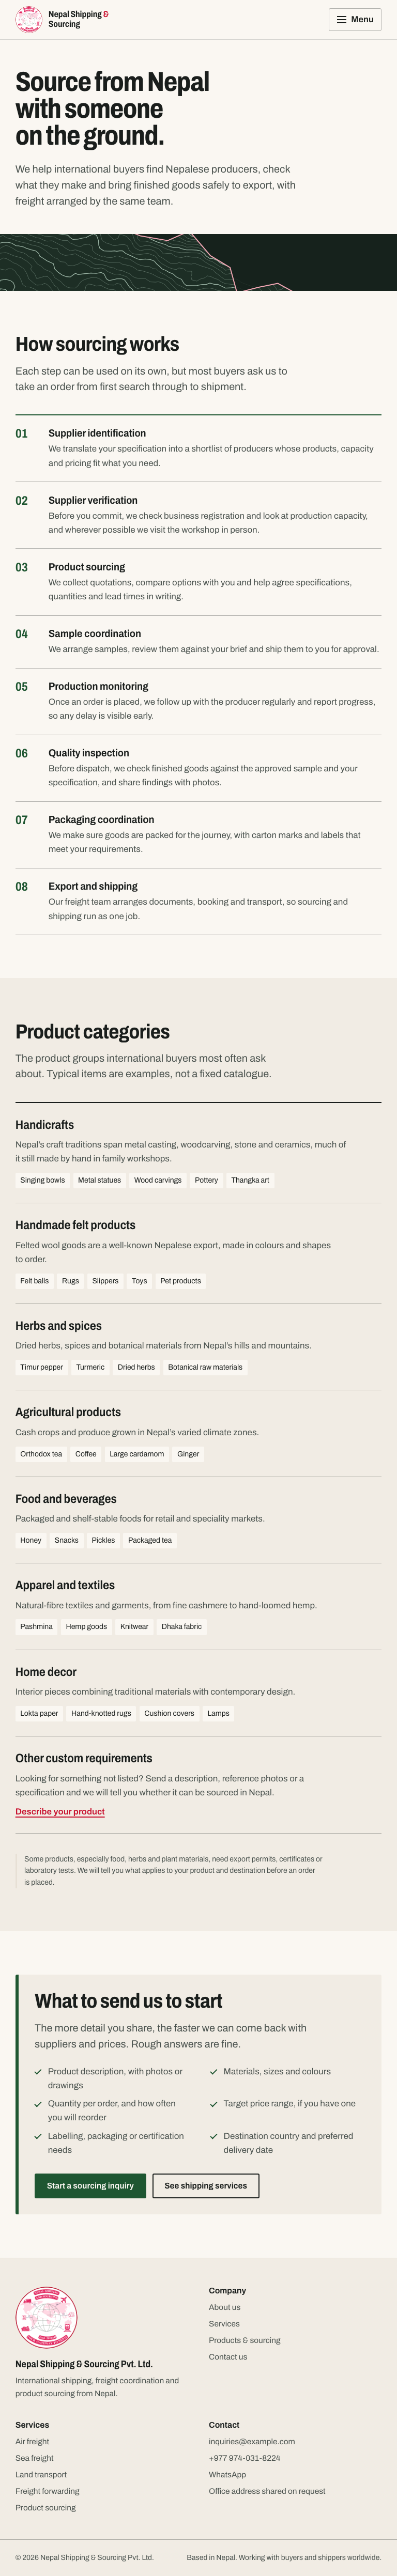 Nepal Shipping &
Sourcing
Menu
Source from Nepal
with someone
on the ground.
We help international buyers find Nepalese producers, check
what they make and bring finished goods safely to export, with
freight arranged by the same team.
How sourcing works
Each step can be used on its own, but most buyers ask us to
take an order from first search through to shipment.
01
Supplier identification
We translate your specification into a shortlist of producers whose products, capacity
and pricing fit what you need.
02
Supplier verification
Before you commit, we check business registration and look at production capacity,
and wherever possible we visit the workshop in person.
03
Product sourcing
We collect quotations, compare options with you and help agree specifications,
quantities and lead times in writing.
04
Sample coordination
We arrange samples, review them against your brief and ship them to you for approval.
05
Production monitoring
Once an order is placed, we follow up with the producer regularly and report progress,
so any delay is visible early.
06
Quality inspection
Before dispatch, we check finished goods against the approved sample and your
specification, and share findings with photos.
07
Packaging coordination
We make sure goods are packed for the journey, with carton marks and labels that
meet your requirements.
08
Export and shipping
Our freight team arranges documents, booking and transport, so sourcing and
shipping run as one job.
Product categories
The product groups international buyers most often ask
about. Typical items are examples, not a fixed catalogue.
Handicrafts
Nepal's craft traditions span metal casting, woodcarving, stone and ceramics, much of
it still made by hand in family workshops.
Singing bowls Metal statues Wood carvings Pottery Thangka art
Handmade felt products
Felted wool goods are a well-known Nepalese export, made in colours and shapes
to order.
Felt balls Rugs Slippers Toys Pet products
Herbs and spices
Dried herbs, spices and botanical materials from Nepal's hills and mountains.
Timur pepper Turmeric Dried herbs Botanical raw materials
Agricultural products
Cash crops and produce grown in Nepal's varied climate zones.
Orthodox tea Coffee Large cardamom Ginger
Food and beverages
Packaged and shelf-stable foods for retail and speciality markets.
Honey Snacks Pickles Packaged tea
Apparel and textiles
Natural-fibre textiles and garments, from fine cashmere to hand-loomed hemp.
Pashmina Hemp goods Knitwear Dhaka fabric
Home decor
Interior pieces combining traditional materials with contemporary design.
Lokta paper Hand-knotted rugs Cushion covers Lamps
Other custom requirements
Looking for something not listed? Send a description, reference photos or a
specification and we will tell you whether it can be sourced in Nepal.
Describe your product
Some products, especially food, herbs and plant materials, need export permits, certificates or
laboratory tests. We will tell you what applies to your product and destination before an order
is placed.
What to send us to start
The more detail you share, the faster we can come back with
suppliers and prices. Rough answers are fine.
Product description, with photos or
drawings
Materials, sizes and colours
Quantity per order, and how often
you will reorder
Target price range, if you have one
Labelling, packaging or certification
needs
Destination country and preferred
delivery date
Start a sourcing inquiry
See shipping services
Nepal Shipping & Sourcing Pvt. Ltd.
International shipping, freight coordination and
product sourcing from Nepal.
Company
About us
Services
Products & sourcing
Contact us
Services
Air freight
Sea freight
Land transport
Freight forwarding
Product sourcing
Contact
inquiries@example.com
+977 974-031-8224
WhatsApp
Office address shared on request
© 2026 Nepal Shipping & Sourcing Pvt. Ltd.
Based in Nepal. Working with buyers and shippers worldwide.